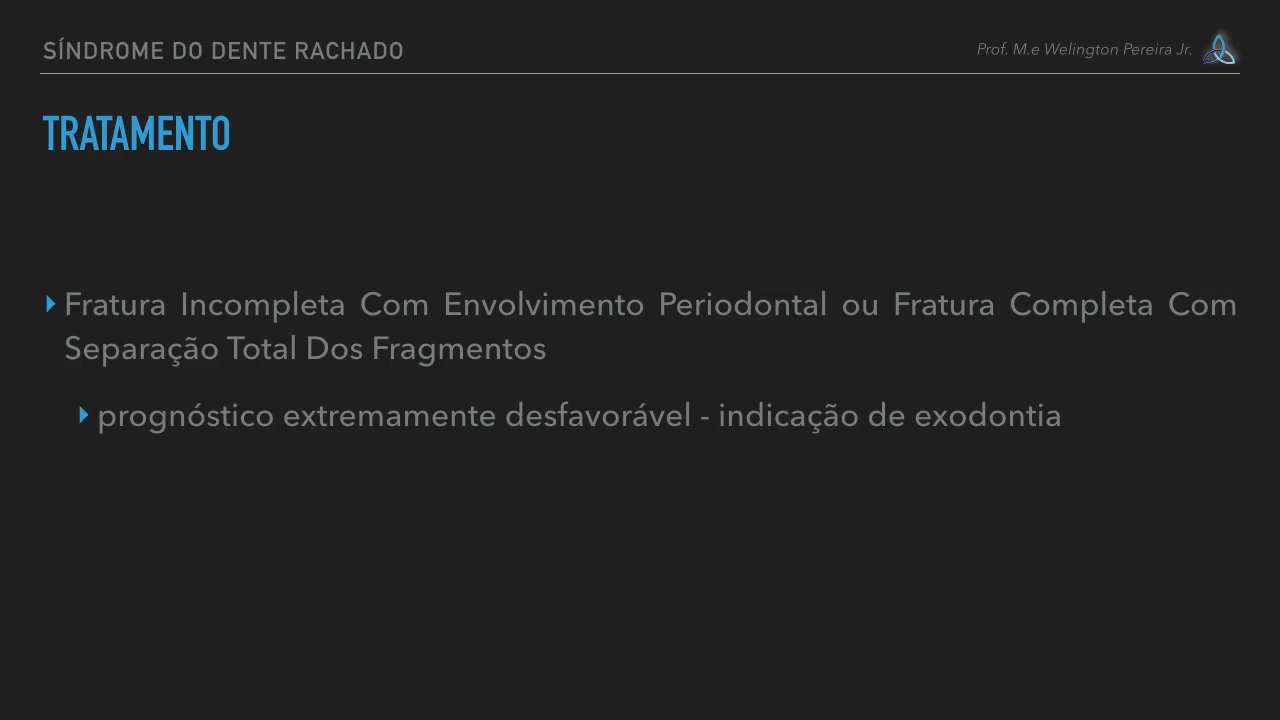 SÍNDROME DO DENTE RACHADO
Prof. M.e Welington Pereira Jr.
TRATAMENTO
Fratura Incompleta Com Envolvimento Periodontal ou Fratura Completa Com
Separação Total Dos Fragmentos
prognóstico extremamente desfavorável - indicação de exodontia